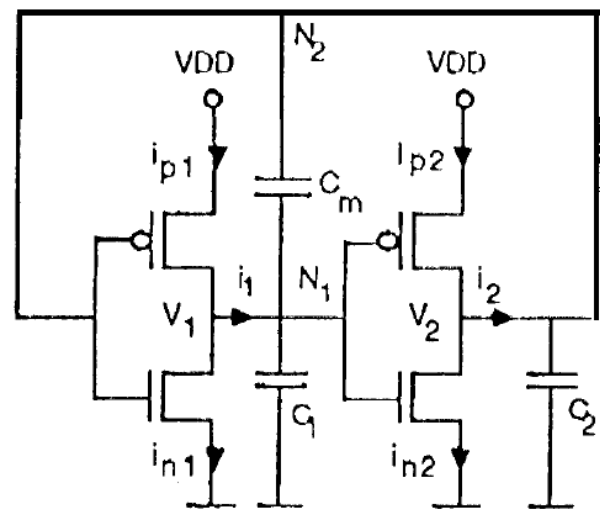 N2
VDD VDD
ip1 Ip2
Cm
i1 N1 i2
V1 V2
C1 C2
in1 in2